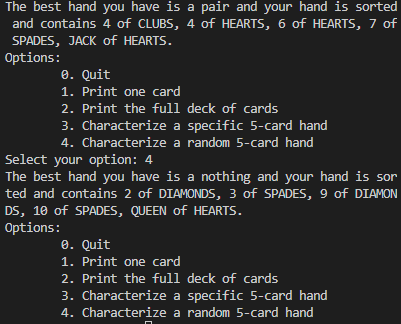 The best hand you have is a pair and your hand is sorted
 and contains 4 of CLUBS, 4 of HEARTS, 6 of HEARTS, 7 of
 SPADES, JACK of HEARTS.
Options:
        0. Quit
        1. Print one card
        2. Print the full deck of cards
        3. Characterize a specific 5-card hand
        4. Characterize a random 5-card hand
Select your option: 4
The best hand you have is a nothing and your hand is sor
ted and contains 2 of DIAMONDS, 3 of SPADES, 9 of DIAMON
DS, 10 of SPADES, QUEEN of HEARTS.
Options:
        0. Quit
        1. Print one card
        2. Print the full deck of cards
        3. Characterize a specific 5-card hand
        4. Characterize a random 5-card hand